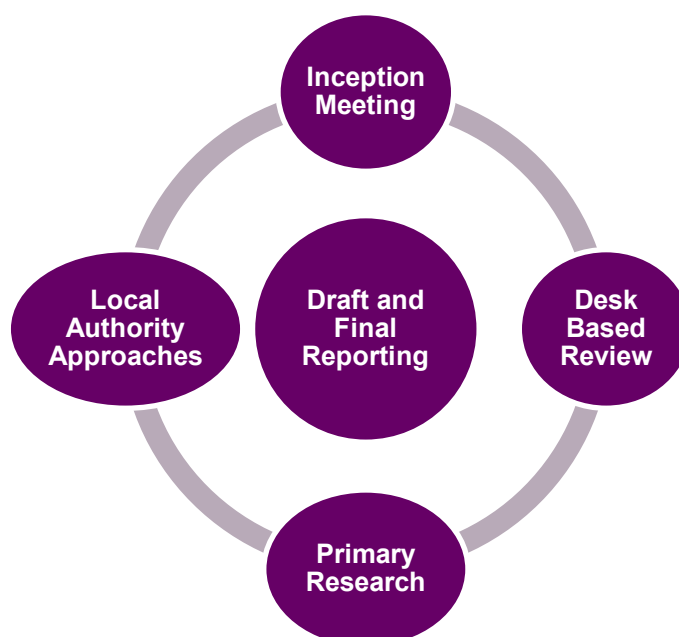 Inception
Meeting
Local
Authority
Approaches
Draft and
Final
Reporting
Desk
Based
Review
Primary
Research